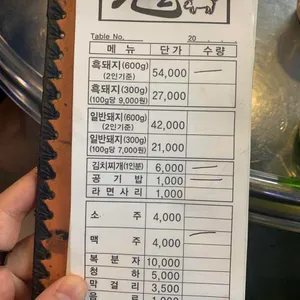 Table No. 20 . . .
메 뉴 단 가 수 량
흑돼지(600g)
(2인기준) 54,000
흑돼지(300g)
(100g당 9,000원) 27,000
일반돼지(600g)
(2인기준) 42,000
일반돼지(300g)
(100g당 7,000원) 21,000
김치찌개(1인분) 6,000
공 기 밥 1,000
라 면 사 리 1,000
소 주 4,000
맥 주 4,000
복 분 자 10,000
청 하 5,000
막 걸 리 3,500
음 료